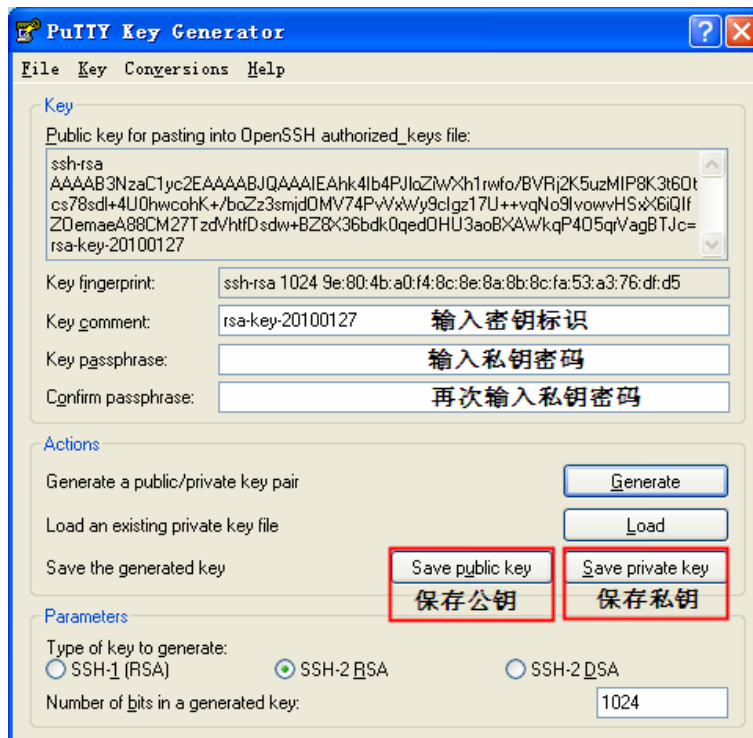 PuTTY Key Generator
File Key Conversions Help
Key
Public key for pasting into OpenSSH authorized_keys file:
ssh-rsa
AAAAB3NzaC1yc2EAAAABJQAAAIEAhk4Ib4PJloZiWXh1rwfo/BVRj2K5uzMIP8K3t6Ot
cs78sdl+4U0hwcohK+/boZz3smjdOMV74PvVxWy9cIgz17U++vqNo9IvowvHSxX6iQIf
ZOemaeA88CM27TzdVhtfDsdw+BZ8X36bdk0qedOHU3aoBXAWkqP4O5qrVagBTJc=
rsa-key-20100127
Key fingerprint: ssh-rsa 1024 9e:80:4b:a0:f4:8c:8e:8a:8b:8c:fa:53:a3:76:df:d5
Key comment: rsa-key-20100127 输入密钥标识
Key passphrase: 输入私钥密码
Confirm passphrase: 再次输入私钥密码
Actions
Generate a public/private key pair Generate
Load an existing private key file Load
Save the generated key Save public key Save private key
保存公钥 保存私钥
Parameters
Type of key to generate:
SSH-1 (RSA) SSH-2 RSA SSH-2 DSA
Number of bits in a generated key: 1024